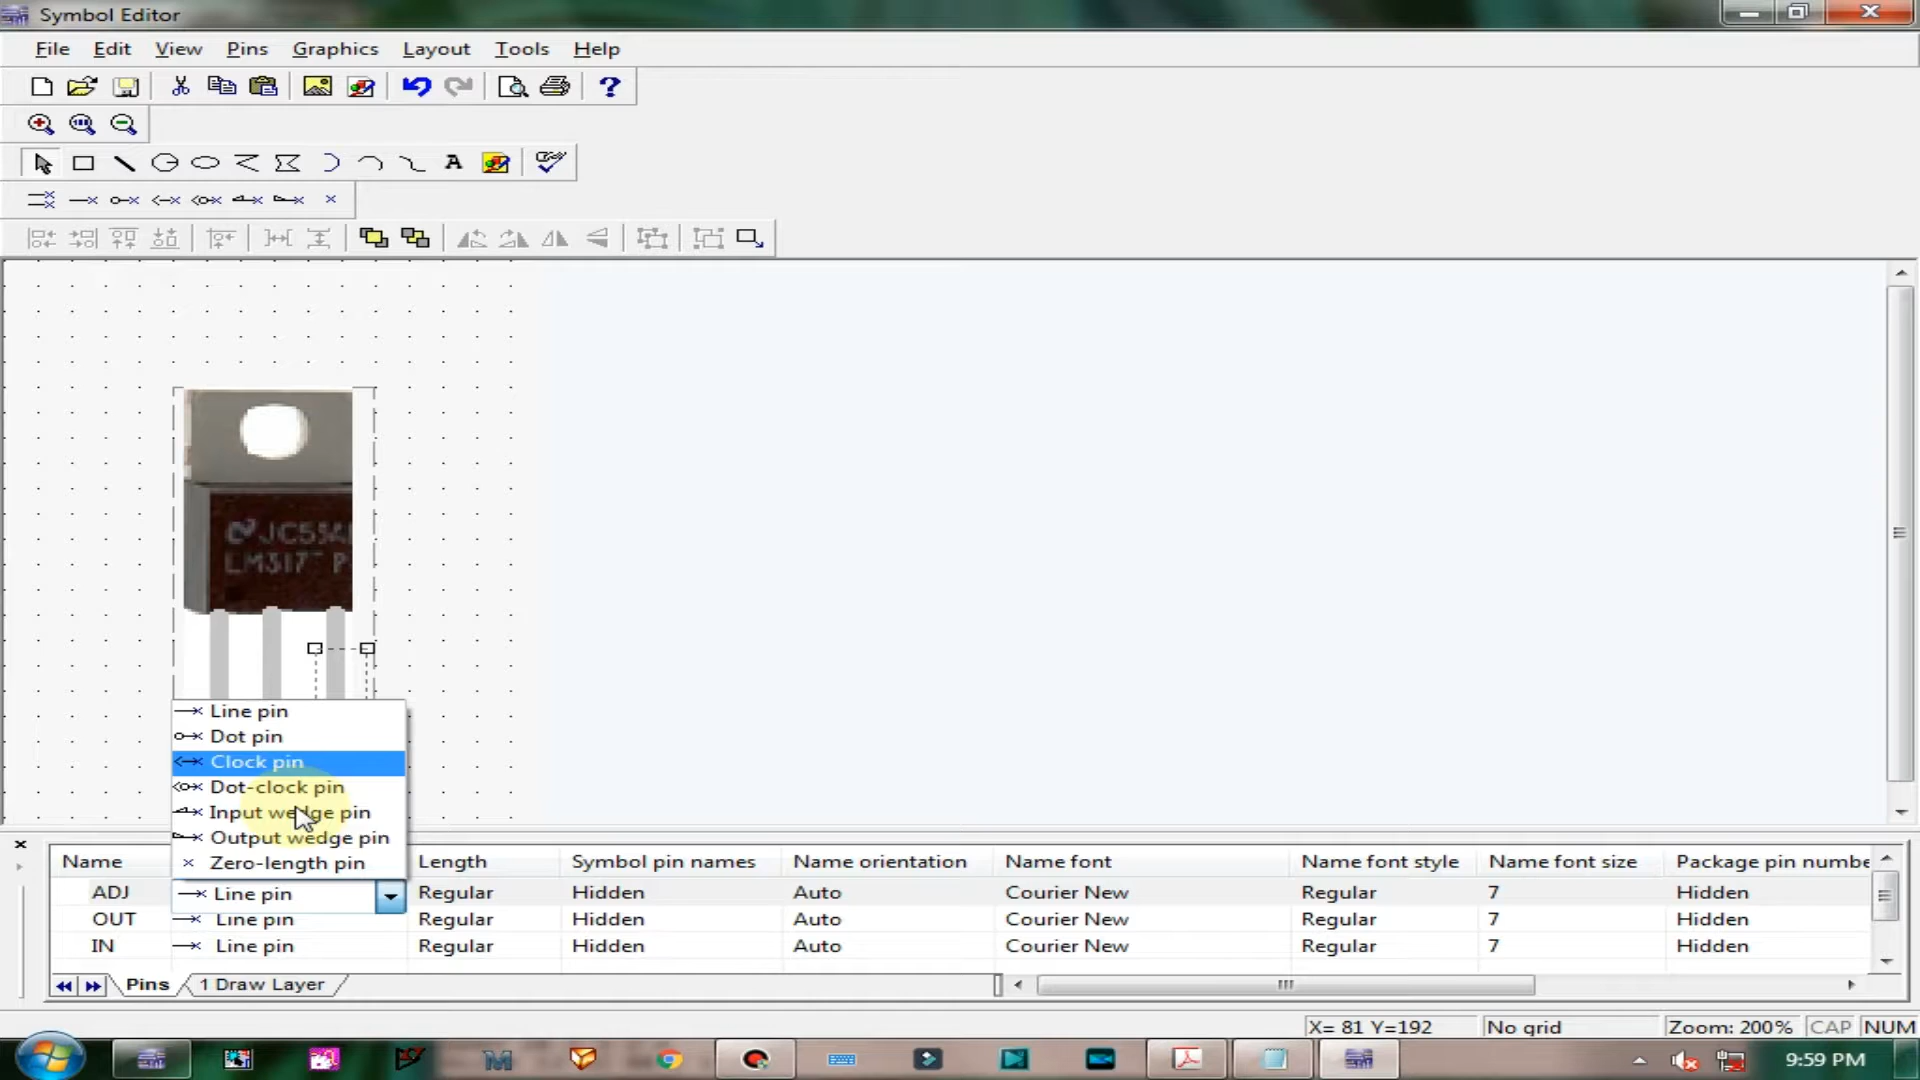 Symbol Editor
File Edit View Pins Graphics Layout Tools Help
A
JC55
LM317 P
Line pin
Dot pin
Clock pin
Dot-clock pin
Input wedge pin
Output wedge pin
Zero-length pin
Name Length Symbol pin names Name orientation Name font Name font style Name font size Package pin numbe
ADJ Line pin Regular Hidden Auto Courier New Regular 7 Hidden
OUT Line pin Regular Hidden Auto Courier New Regular 7 Hidden
IN Line pin Regular Hidden Auto Courier New Regular 7 Hidden
Pins 1 Draw Layer
X= 81 Y=192 No grid Zoom: 200% CAP NUM
9:59 PM